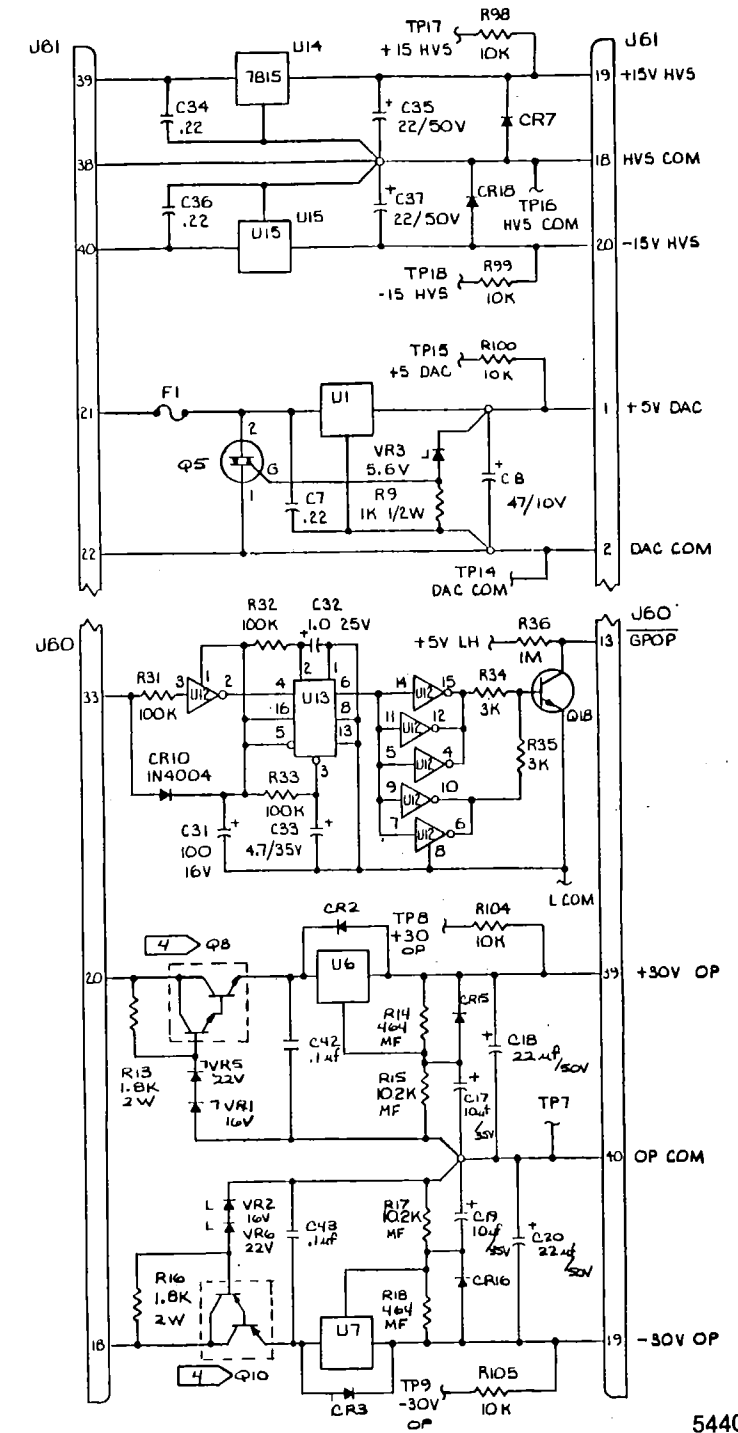 J61
39
U14
7815
C34
.22
TP17
+15 HVS
R98
10K
C35
+
22/50V
CR7
J61
19
+15V HVS
38
18
HVS COM
C36
.22
U15
U15
C37
+
22/50V
CR18
TP16
HVS COM
40
20
-15V HVS
TP18
-15 HVS
R99
10K
TP15
+5 DAC
R100
10K
21
F1
U1
1
+5V DAC
2
Q5
G
1
C7
.22
VR3
5.6V
R9
1K 1/2W
+
C8
47/10V
22
2
DAC COM
TP14
DAC COM
J60
R32
100K
C32
1.0 25V
+
+5V LH
R36
1M
J60
13
GPOP
33
R31
100K
3
1
U12
2
2
1
4
U13
6
16
8
5
13
3
14
U12
15
11
U12
12
5
U12
4
9
U12
10
7
U12
6
8
R34
3K
Q18
R35
3K
CR10
1N4004
R33
100K
C31
+
100
16V
C33
+
4.7/35V
L COM
4
Q8
CR2
TP8
+30
OP
R104
10K
20
U6
39
+30V OP
R13
1.8K
2W
VR5
22V
VR1
16V
C42
.1uf
R14
464
MF
R15
10.2K
MF
CR15
+
C17
10uf
/35V
+
C18
22uf
/50V
TP7
40
OP COM
VR2
16V
VR6
22V
C43
.1uf
R17
10.2K
MF
+
C19
10uf
/35V
+
C20
22uf
/50V
R16
1.8K
2W
R18
464
MF
CR16
18
U7
19
-30V OP
4
Q10
CR3
TP9
-30V
OP
R105
10K
5440